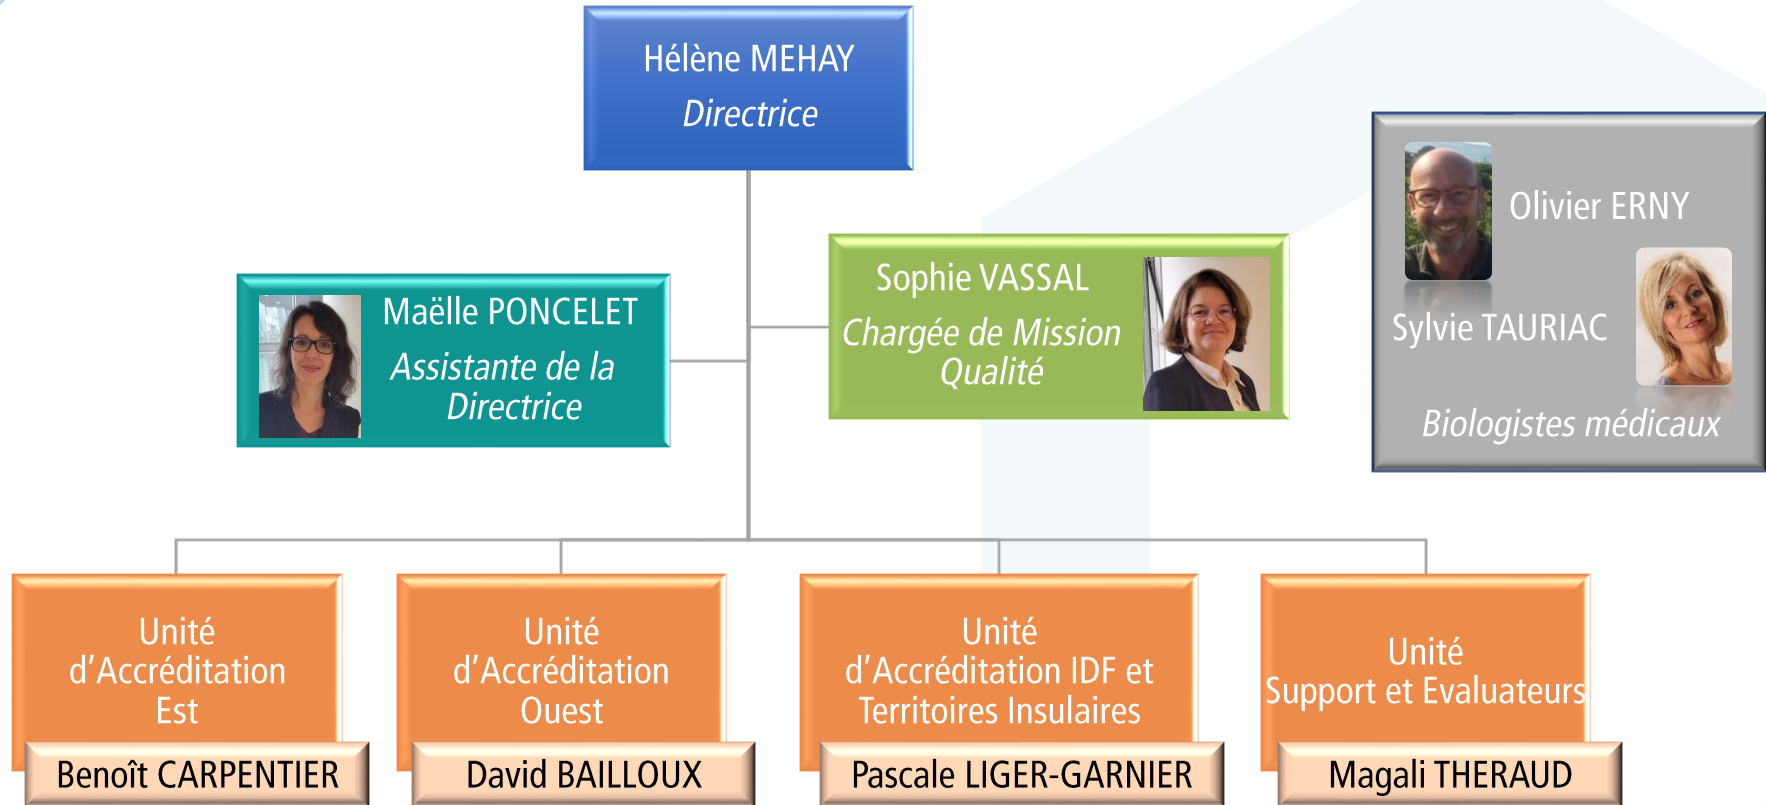 Hélène MEHAY
Directrice
Maëlle PONCELET
Assistante de la
Directrice
Sophie VASSAL
Chargée de Mission
Qualité
Olivier ERNY
Sylvie TAURIAC
Biologistes médicaux
Unité
d’Accréditation
Est
Benoît CARPENTIER
Unité
d’Accréditation
Ouest
David BAILLOUX
Unité
d’Accréditation IDF et
Territoires Insulaires
Pascale LIGER-GARNIER
Unité
Support et Evaluateurs
Magali THERAUD